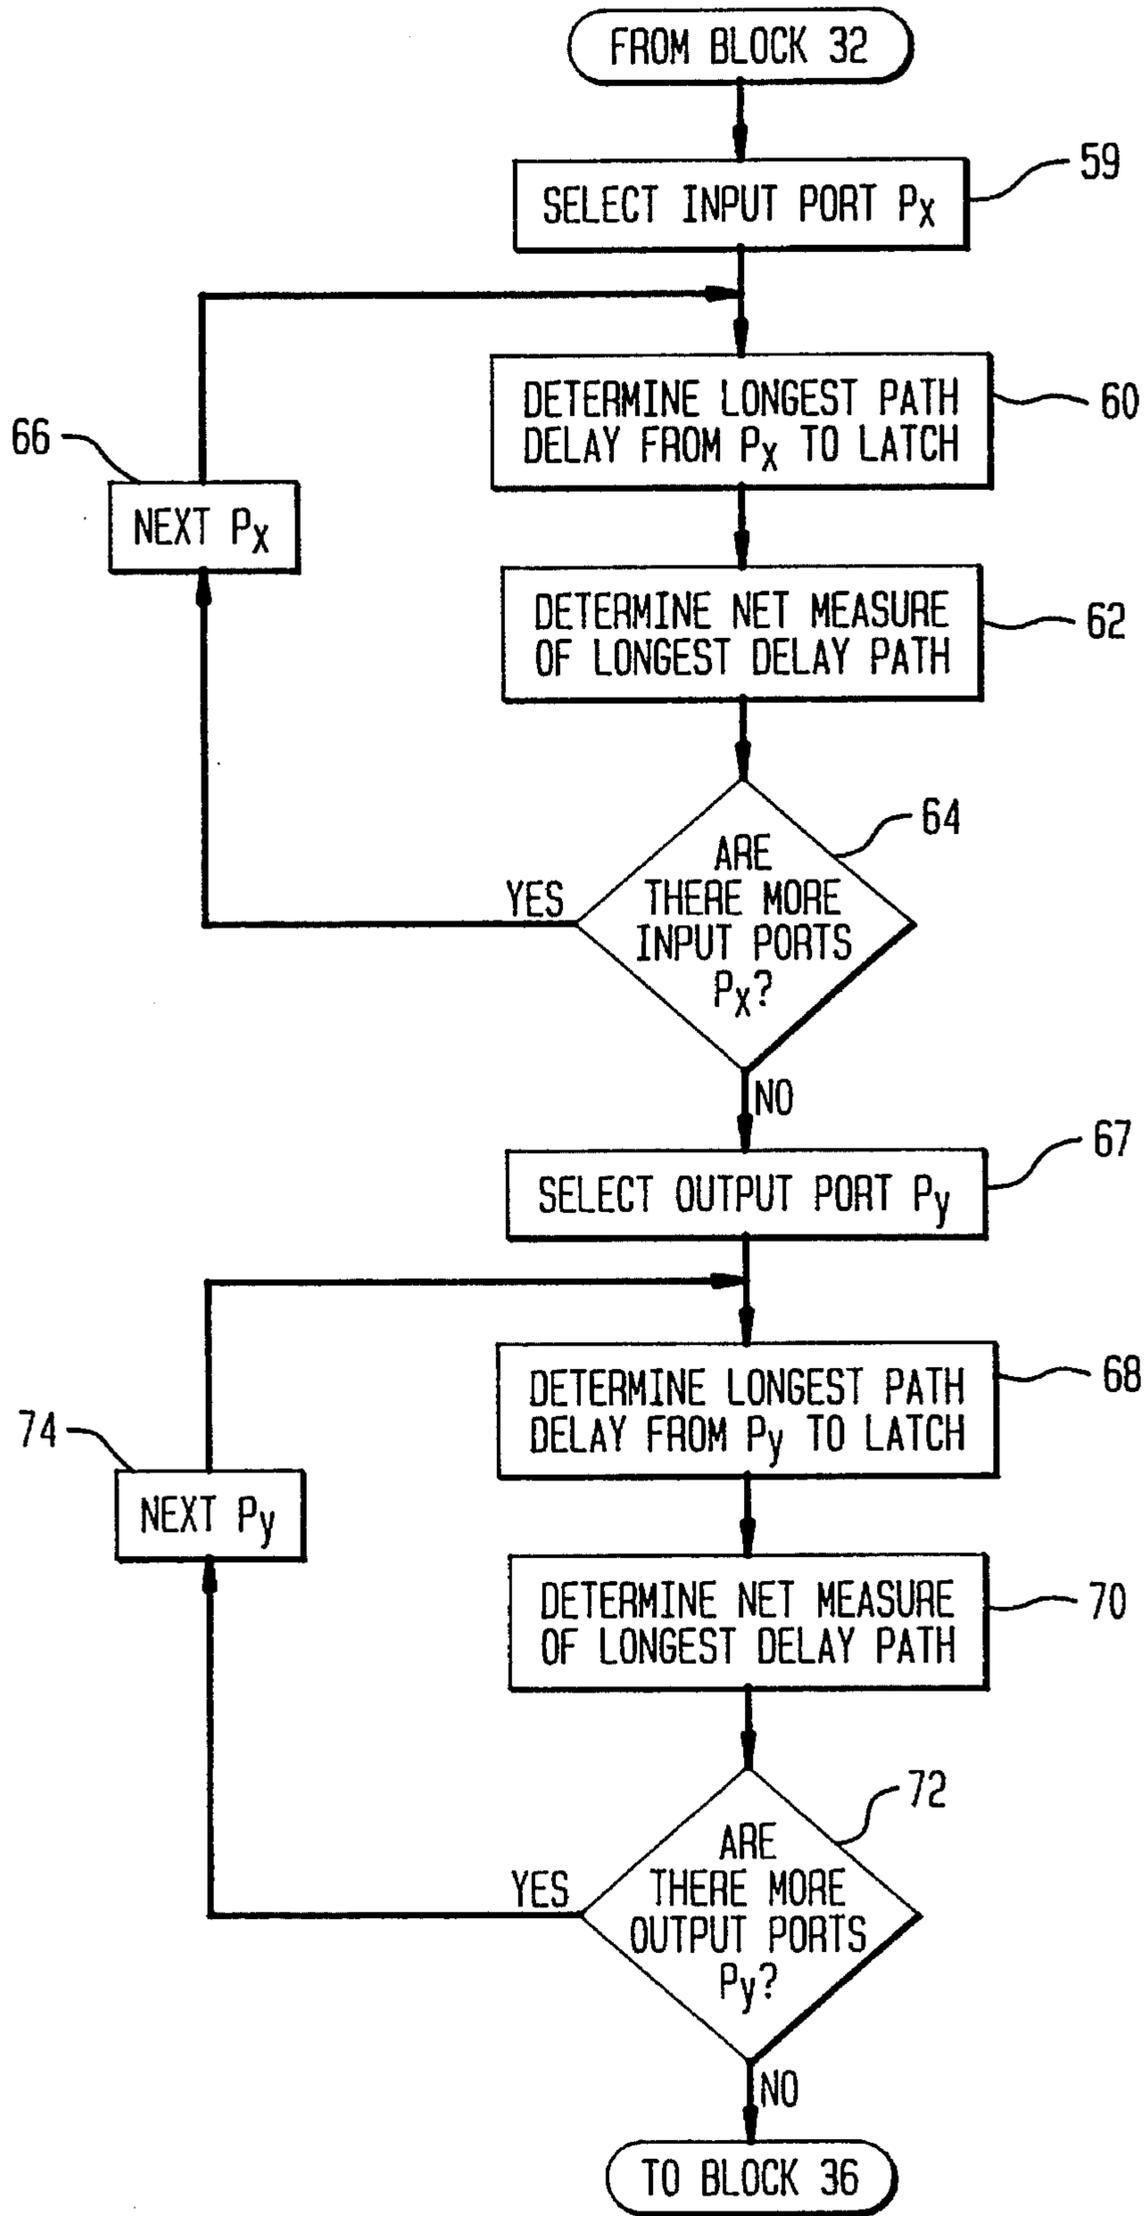 FROM BLOCK 32
59
SELECT INPUT PORT Px
60
DETERMINE LONGEST PATH
DELAY FROM Px TO LATCH
66
NEXT Px
62
DETERMINE NET MEASURE
OF LONGEST DELAY PATH
64
ARE
THERE MORE
INPUT PORTS
Px?
YES
NO
67
SELECT OUTPUT PORT Py
68
DETERMINE LONGEST PATH
DELAY FROM Py TO LATCH
74
NEXT Py
70
DETERMINE NET MEASURE
OF LONGEST DELAY PATH
72
ARE
THERE MORE
OUTPUT PORTS
Py?
YES
NO
TO BLOCK 36